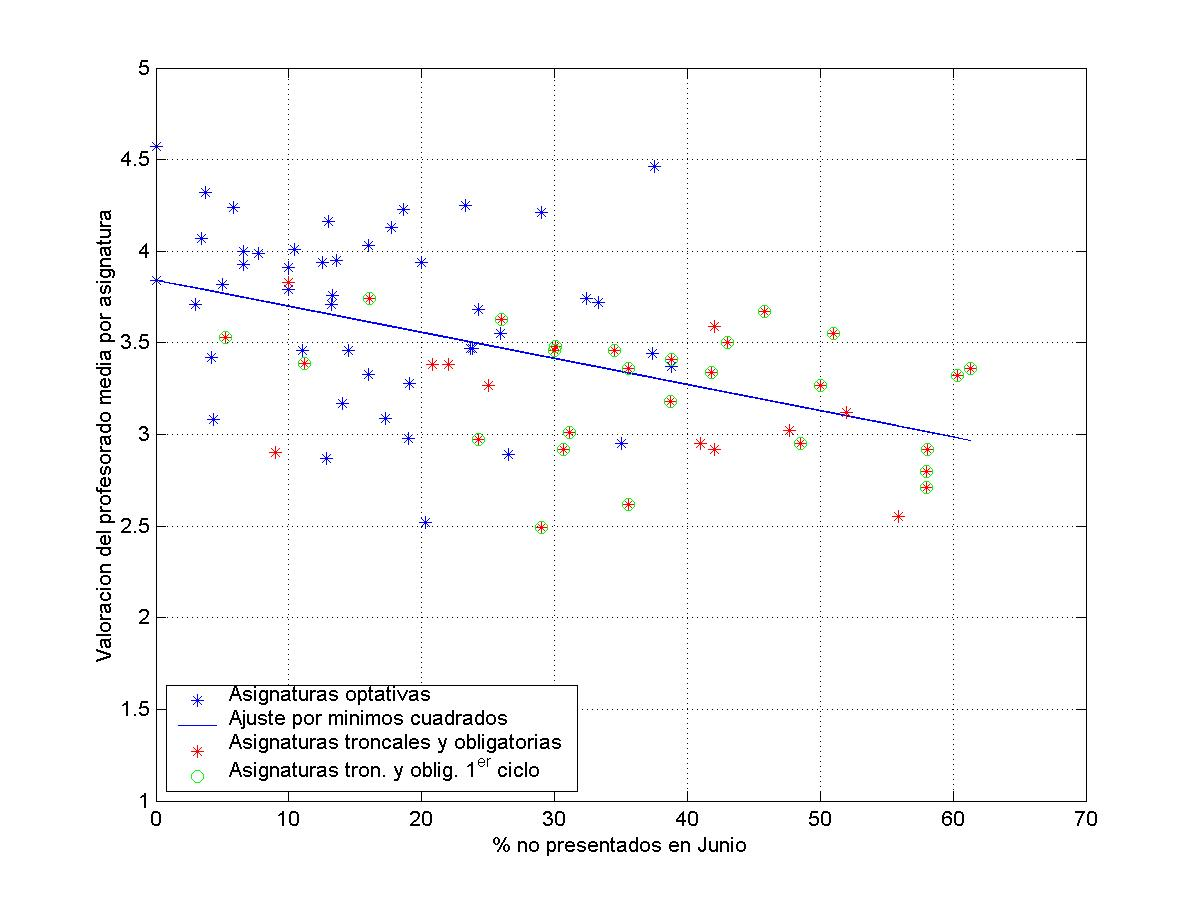 5
4.5
4
3.5
3
2.5
2
1.5
1
Valoracion del profesorado media por asignatura
Asignaturas optativas
Ajuste por minimos cuadrados
Asignaturas troncales y obligatorias
Asignaturas tron. y oblig. 1er ciclo
0 10 20 30 40 50 60 70
% no presentados en Junio